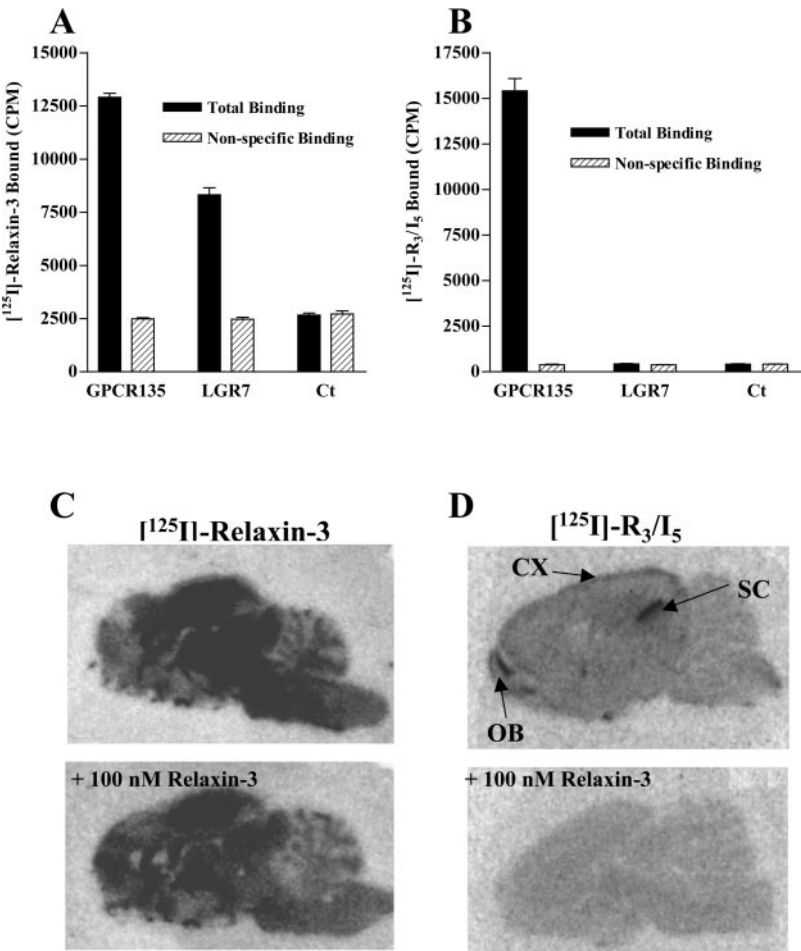 A
[125I]-Relaxin-3 Bound (CPM)
15000
12500
10000
7500
5000
2500
0
Total Binding
Non-specific Binding
GPCR135 LGR7 Ct
B
[125I]-R3/I5 Bound (CPM)
17500
15000
12500
10000
7500
5000
2500
0
Total Binding
Non-specific Binding
GPCR135 LGR7 Ct
C
[125I]-Relaxin-3
+ 100 nM Relaxin-3
D
[125I]-R3/I5
CX
SC
OB
+ 100 nM Relaxin-3